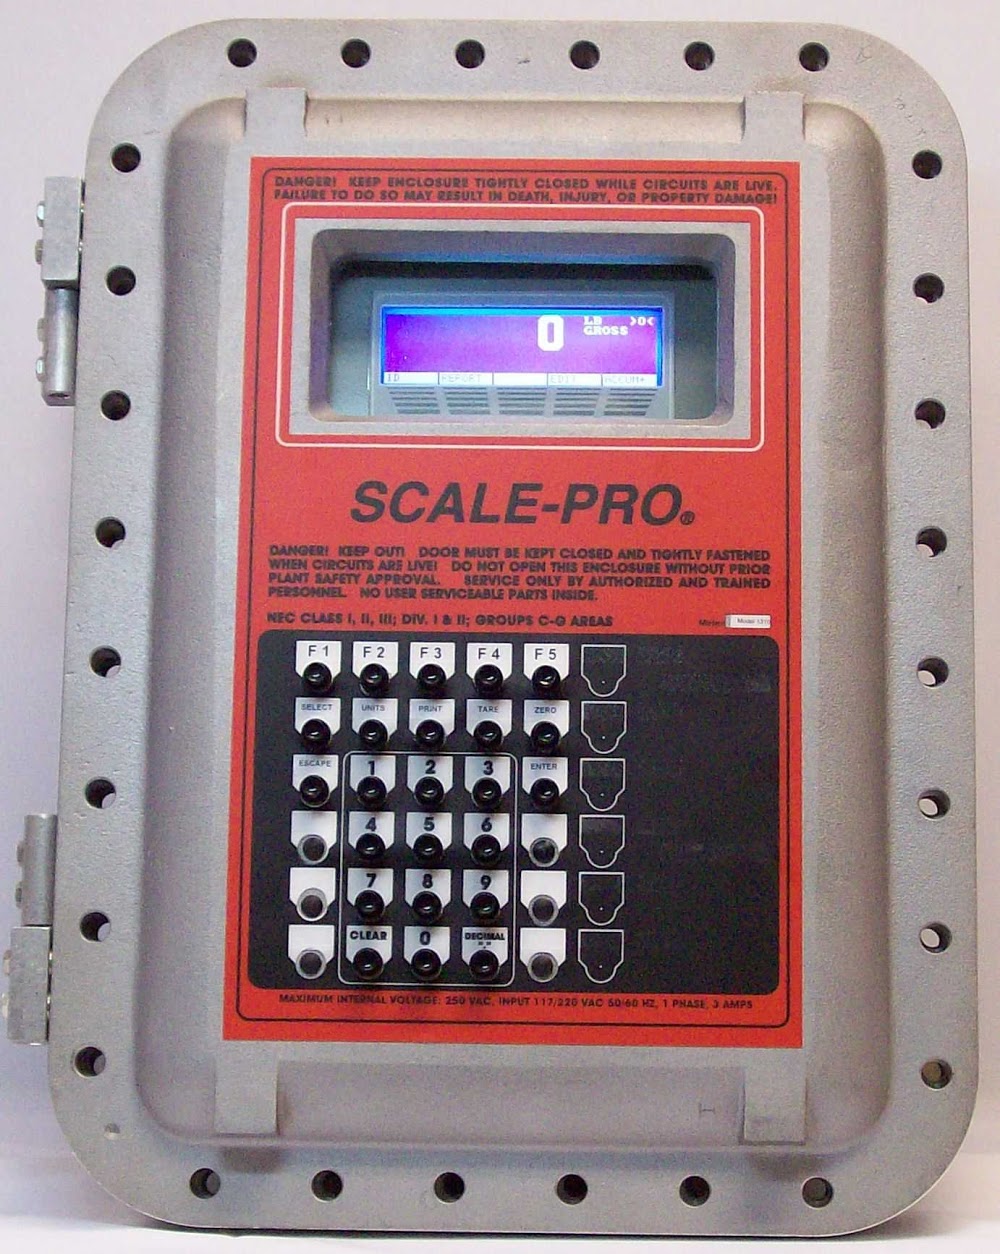 DANGER! KEEP ENCLOSURE TIGHTLY CLOSED WHILE CIRCUITS ARE LIVE.
FAILURE TO DO SO MAY RESULT IN DEATH, INJURY, OR PROPERTY DAMAGE!
0 LB >0<
GROSS
ID REPORT EDIT ACCUM+
SCALE-PRO®
DANGER! KEEP OUT! DOOR MUST BE KEPT CLOSED AND TIGHTLY FASTENED
WHEN CIRCUITS ARE LIVE! DO NOT OPEN THIS ENCLOSURE WITHOUT PRIOR
PLANT SAFETY APPROVAL. SERVICE ONLY BY AUTHORIZED AND TRAINED
PERSONNEL. NO USER SERVICEABLE PARTS INSIDE.
NEC CLASS I, II, III; DIV. I & II; GROUPS C-G AREAS Model 1310
F1 F2 F3 F4 F5
SELECT UNITS PRINT TARE ZERO
ESCAPE 1 2 3 ENTER
4 5 6
7 8 9
CLEAR 0 DECIMAL
"."
MAXIMUM INTERNAL VOLTAGE: 250 VAC, INPUT 117/220 VAC 50/60 HZ, 1 PHASE, 3 AMPS